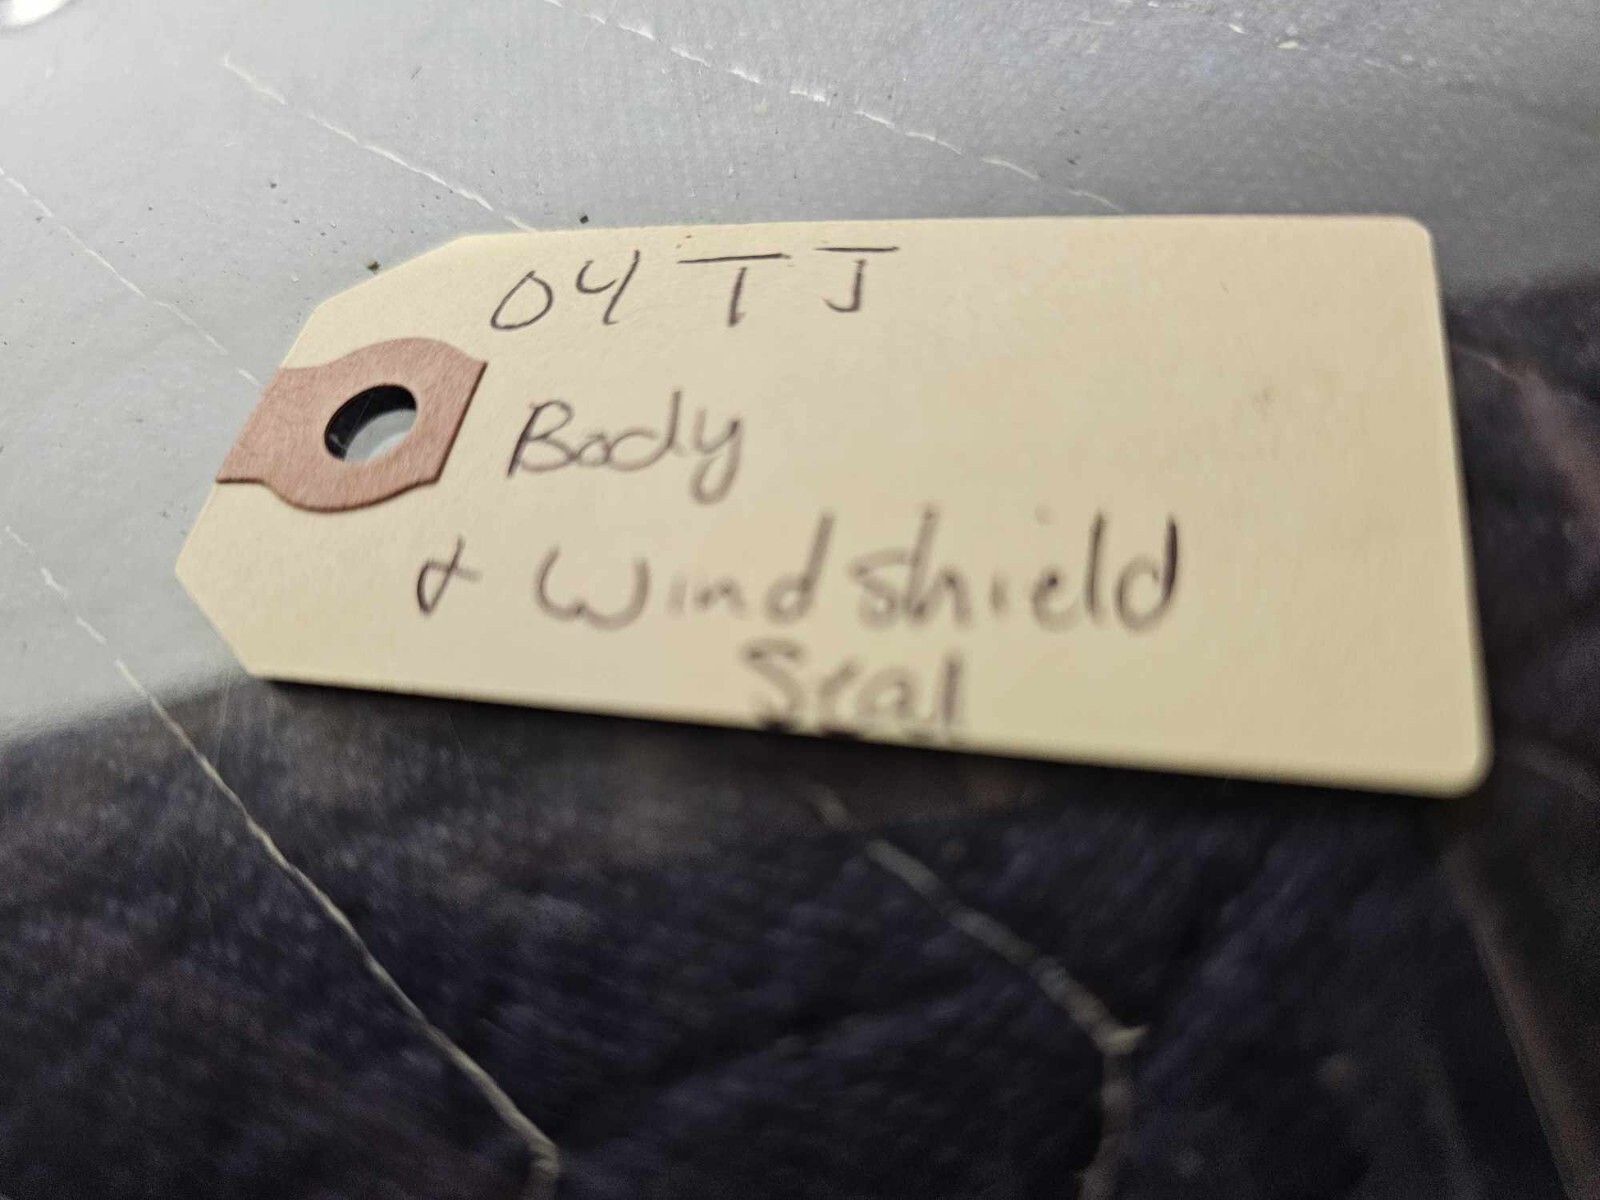 04 TJ
Body
& Windshield
Seal